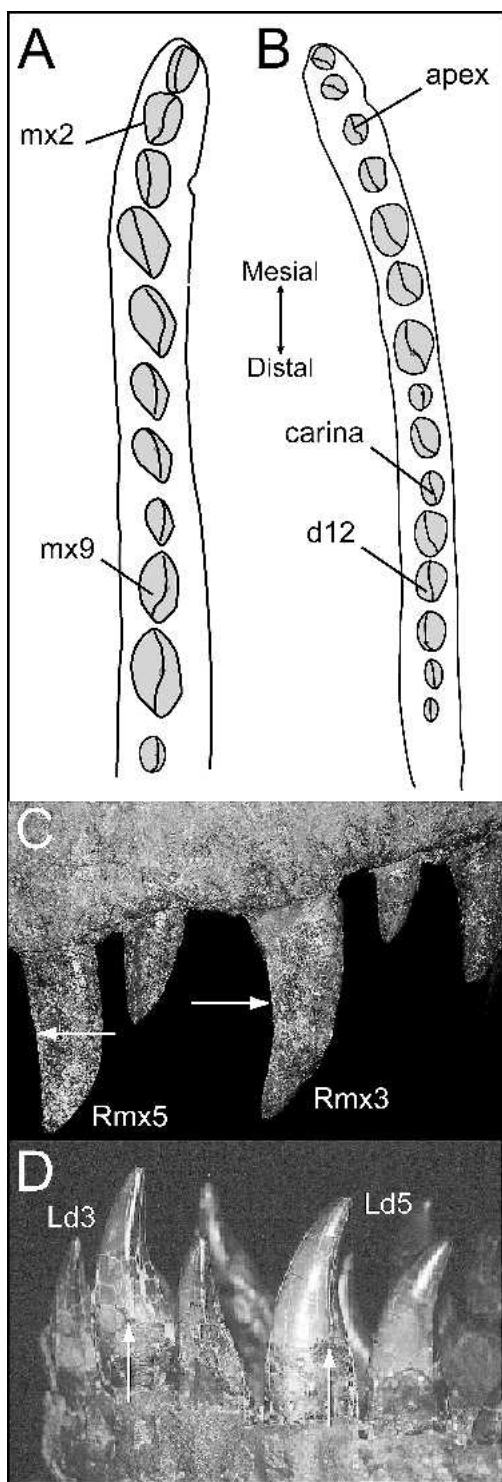 A
B
apex
mx2
Mesial
Distal
carina
mx9
d12
C
Rmx5
Rmx3
D
Ld3
Ld5